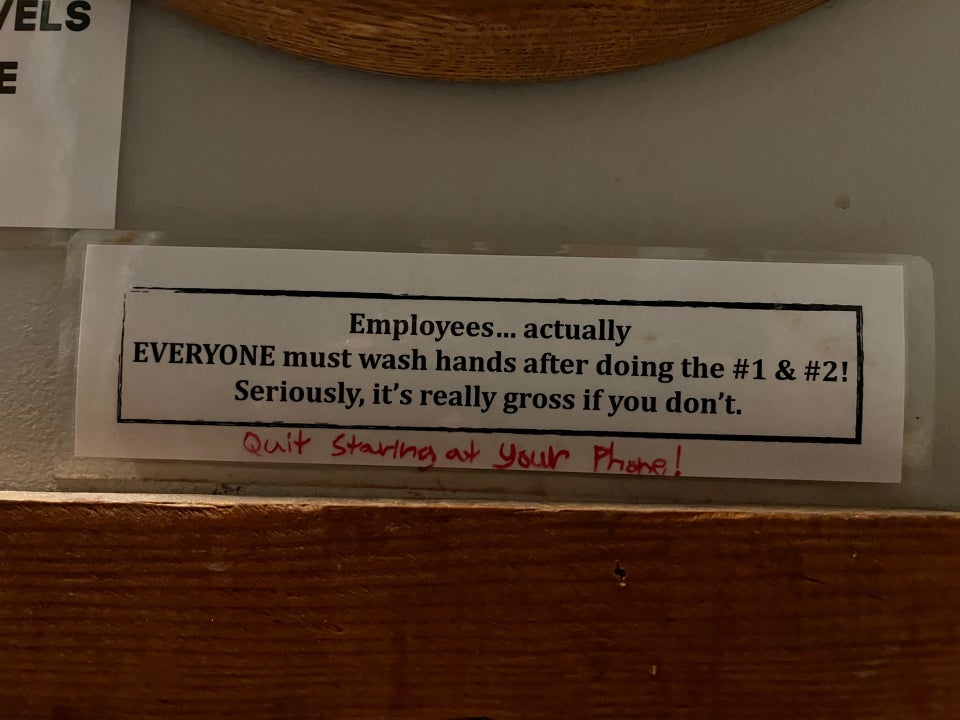 VELS
E
Employees... actually
EVERYONE must wash hands after doing the #1 & #2!
Seriously, it's really gross if you don't.
Quit Staring at Your Phone!